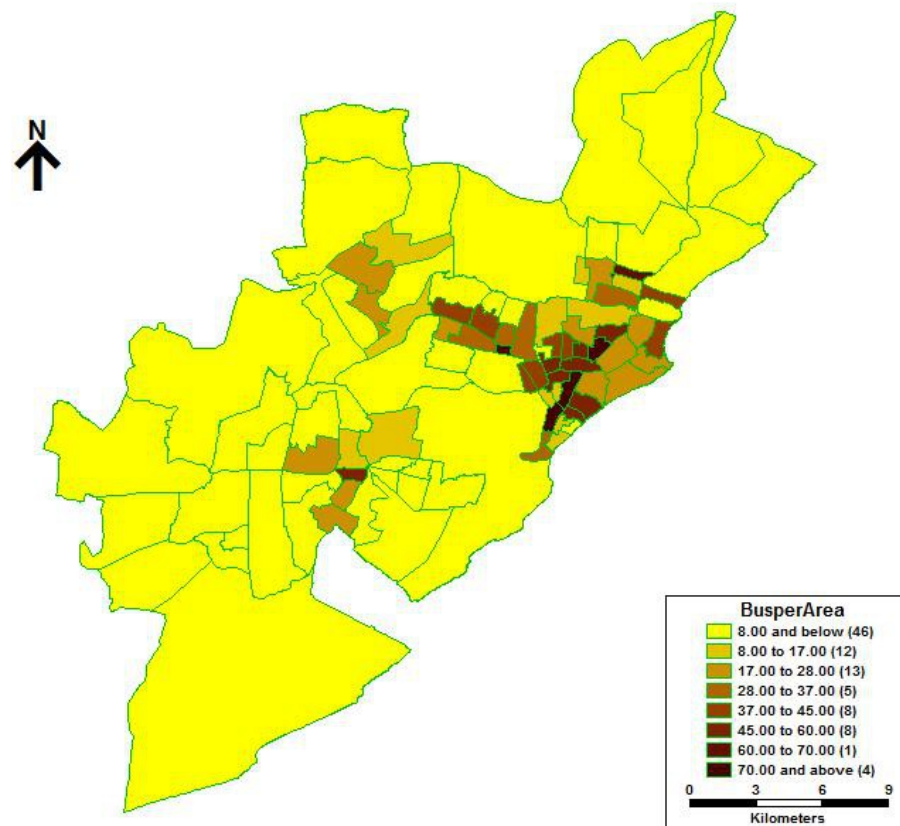 N
BusperArea
8.00 and below (46)
8.00 to 17.00 (12)
17.00 to 28.00 (13)
28.00 to 37.00 (5)
37.00 to 45.00 (8)
45.00 to 60.00 (8)
60.00 to 70.00 (1)
70.00 and above (4)
0 3 6 9
Kilometers